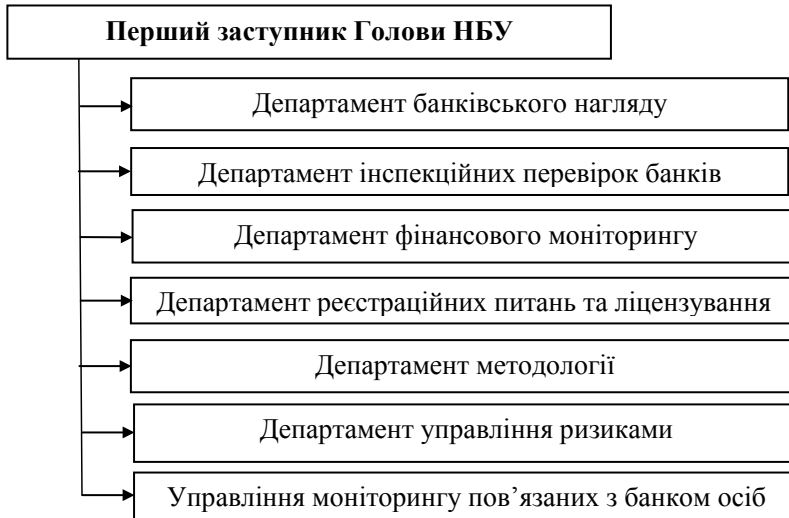 Перший заступник Голови НБУ
Департамент банківського нагляду
Департамент інспекційних перевірок банків
Департамент фінансового моніторингу
Департамент реєстраційних питань та ліцензування
Департамент методології
Департамент управління ризиками
Управління моніторингу пов’язаних з банком осіб